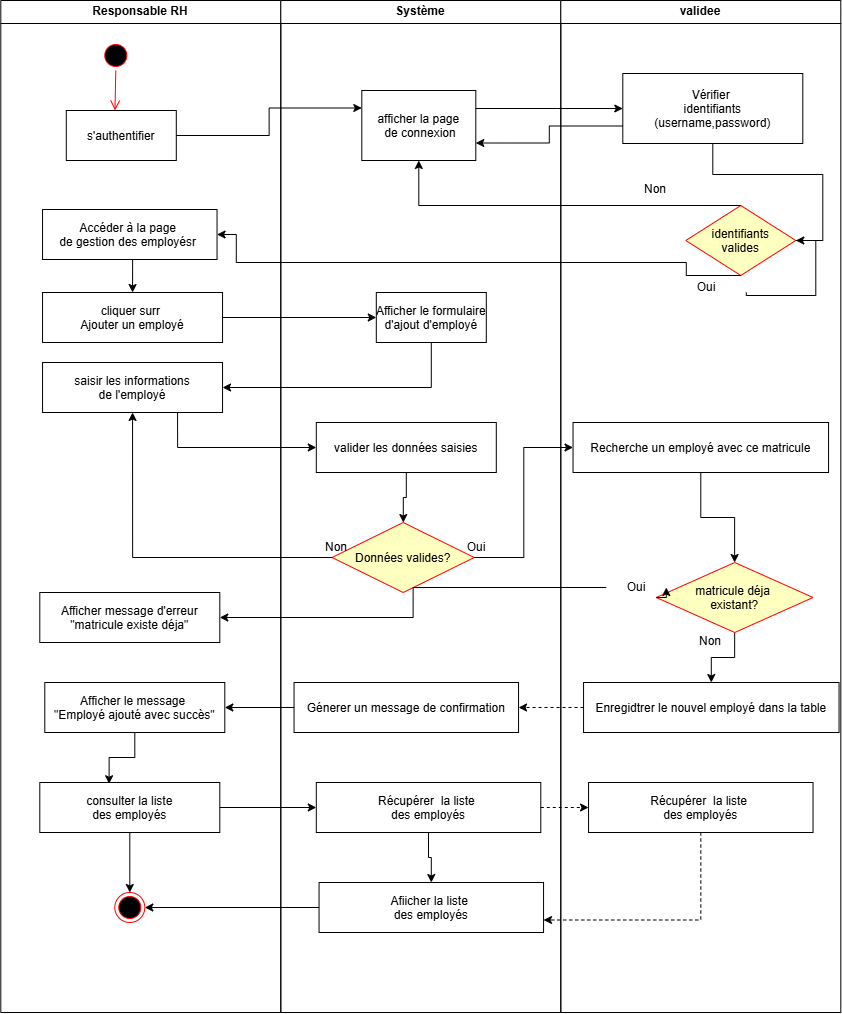 Responsable RH
Système
validee
s'authentifier
afficher la page
de connexion
Vérifier
identifiants
(username,password)
Non
identifiants
valides
Oui
Accéder à la page
de gestion des employésr
cliquer surr
Ajouter un employé
Afficher le formulaire
d'ajout d'employé
saisir les informations
de l'employé
valider les données saisies
Recherche un employé avec ce matricule
Non
Données valides?
Oui
Oui
matricule déja
existant?
Non
Afficher message d'erreur
"matricule existe déja"
Afficher le message
"Employé ajouté avec succès"
Génerer un message de confirmation
Enregidtrer le nouvel employé dans la table
consulter la liste
des employés
Récupérer la liste
des employés
Récupérer la liste
des employés
Afiicher la liste
des employés